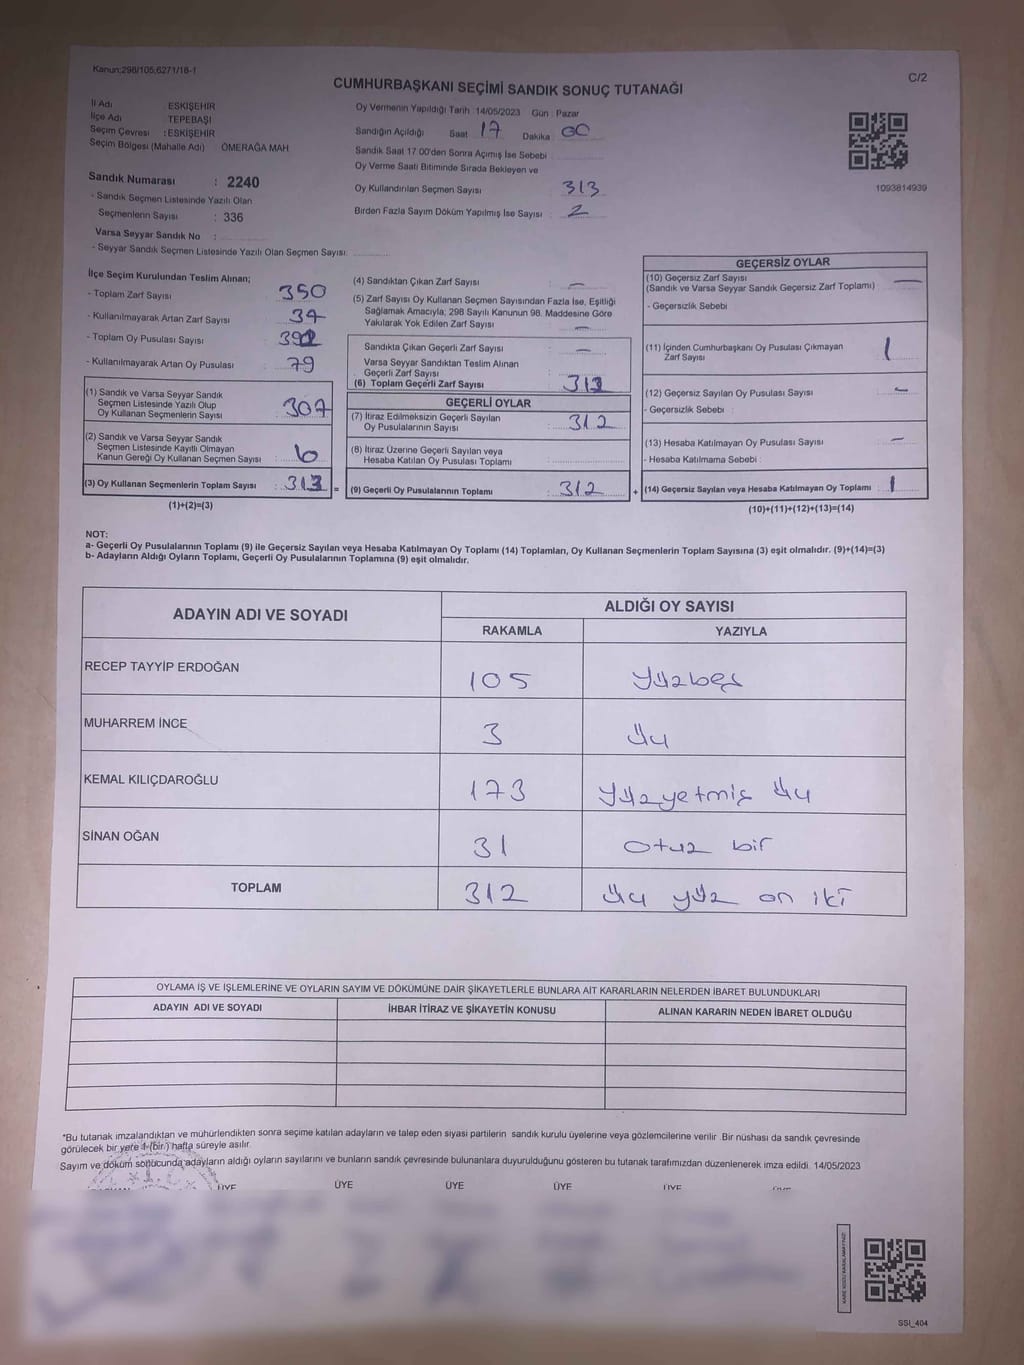 Kanun:298/105;6271/18-1
C/2
CUMHURBAŞKANI SEÇİMİ SANDIK SONUÇ TUTANAĞI
İl Adı ESKİŞEHİR
İlçe Adı TEPEBAŞI
Seçim Çevresi : ESKİŞEHİR
Seçim Bölgesi (Mahalle Adı) ÖMERAĞA MAH
Sandık Numarası : 2240
- Sandık Seçmen Listesinde Yazılı Olan
Seçmenlerin Sayısı : 336
Varsa Seyyar Sandık No :
- Seyyar Sandık Seçmen Listesinde Yazılı Olan Seçmen Sayısı:
Oy Vermenin Yapıldığı Tarih : 14/05/2023 Gün : Pazar
Sandığın Açıldığı Saat 17 Dakika : 00
Sandık Saat 17:00'den Sonra Açımış İse Sebebi :
Oy Verme Saati Bitiminde Sırada Bekleyen ve
Oy Kullandırılan Seçmen Sayısı : 313
Birden Fazla Sayım Döküm Yapılmış İse Sayısı : 2
1093814939
İlçe Seçim Kurulundan Teslim Alınan;
- Toplam Zarf Sayısı 350
- Kullanılmayarak Artan Zarf Sayısı : 37
- Toplam Oy Pusulası Sayısı : 392
- Kullanılmayarak Artan Oy Pusulası : 79
(1) Sandık ve Varsa Seyyar Sandık
Seçmen Listesinde Yazılı Olup
Oy Kullanan Seçmenlerin Sayısı : 307
(2) Sandık ve Varsa Seyyar Sandık
Seçmen Listesinde Kayıtlı Olmayan
Kanun Gereği Oy Kullanan Seçmen Sayısı : 6
(3) Oy Kullanan Seçmenlerin Toplam Sayısı : 313 =
(1)+(2)=(3)
(4) Sandıktan Çıkan Zarf Sayısı : —
(5) Zarf Sayısı Oy Kullanan Seçmen Sayısından Fazla İse, Eşitliği
Sağlamak Amacıyla; 298 Sayılı Kanunun 98. Maddesine Göre
Yakılarak Yok Edilen Zarf Sayısı : —
Sandıkta Çıkan Geçerli Zarf Sayısı : —
Varsa Seyyar Sandıktan Teslim Alınan
Geçerli Zarf Sayısı
(6) Toplam Geçerli Zarf Sayısı : 313
GEÇERLİ OYLAR
(7) İtiraz Edilmeksizin Geçerli Sayılan
Oy Pusulalarının Sayısı : 312
(8) İtiraz Üzerine Geçerli Sayılan veya
Hesaba Katılan Oy Pusulası Toplamı :
(9) Geçerli Oy Pusulalarının Toplamı : 312 +
GEÇERSİZ OYLAR
(10) Geçersiz Zarf Sayısı
(Sandık ve Varsa Seyyar Sandık Geçersiz Zarf Toplamı) : —
- Geçersizlik Sebebi
(11) İçinden Cumhurbaşkanı Oy Pusulası Çıkmayan
Zarf Sayısı : 1
(12) Geçersiz Sayılan Oy Pusulası Sayısı : —
- Geçersizlik Sebebi :
(13) Hesaba Katılmayan Oy Pusulası Sayısı : —
- Hesaba Katılmama Sebebi :
(14) Geçersiz Sayılan veya Hesaba Katılmayan Oy Toplamı : 1
(10)+(11)+(12)+(13)=(14)
NOT:
a- Geçerli Oy Pusulalarının Toplamı (9) ile Geçersiz Sayılan veya Hesaba Katılmayan Oy Toplamı (14) Toplamları, Oy Kullanan Seçmenlerin Toplam Sayısına (3) eşit olmalıdır. (9)+(14)=(3)
b- Adayların Aldığı Oyların Toplamı, Geçerli Oy Pusulalarının Toplamına (9) eşit olmalıdır.
ADAYIN ADI VE SOYADI ALDIĞI OY SAYISI
RAKAMLA YAZIYLA
RECEP TAYYİP ERDOĞAN 105 Yüzbeş
MUHARREM İNCE 3 Üç
KEMAL KILIÇDAROĞLU 173 Yüzyetmiş Üç
SİNAN OĞAN 31 Otuz bir
TOPLAM 312 Üç yüz on iki
OYLAMA İŞ VE İŞLEMLERİNE VE OYLARIN SAYIM VE DÖKÜMÜNE DAİR ŞİKAYETLERLE BUNLARA AİT KARARLARIN NELERDEN İBARET BULUNDUKLARI
ADAYIN ADI VE SOYADI İHBAR İTİRAZ VE ŞİKAYETİN KONUSU ALINAN KARARIN NEDEN İBARET OLDUĞU
*Bu tutanak imzalandıktan ve mühürlendikten sonra seçime katılan adayların ve talep eden siyasi partilerin sandık kurulu üyelerine veya gözlemcilerine verilir. Bir nüshası da sandık çevresinde
görülecek bir yere 1 (bir) hafta süreyle asılır.
Sayım ve döküm sonucunda adayların aldığı oyların sayılarını ve bunların sandık çevresinde bulunanlara duyurulduğunu gösteren bu tutanak tarafımızdan düzenlenerek imza edildi. 14/05/2023
ÜYE ÜYE ÜYE ÜYE ÜYE
KARE KODU KARALAMAYINIZ!
SSI_404